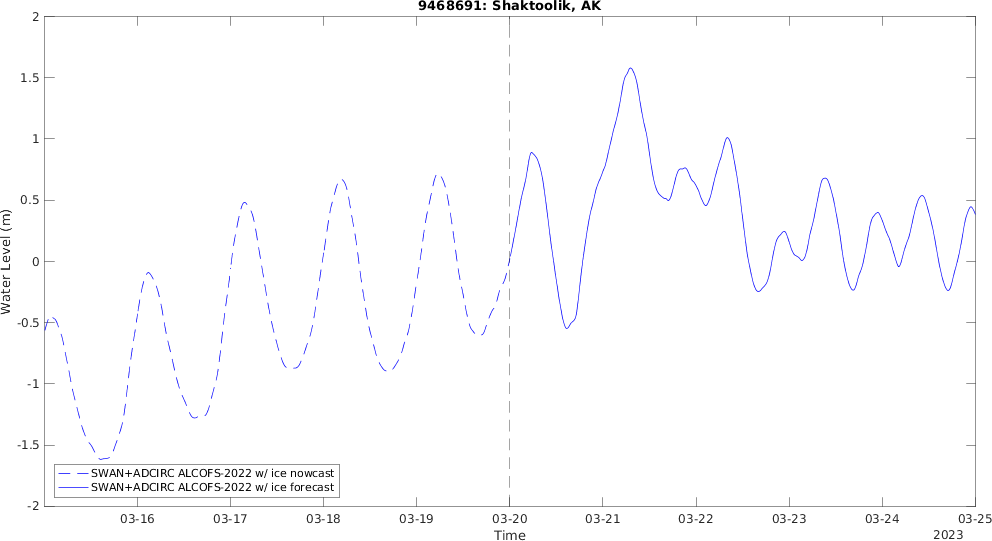 9468691: Shaktoolik, AK
2
1.5
1
0.5
0
-0.5
-1
-1.5
-2
Water Level (m)
SWAN+ADCIRC ALCOFS-2022 w/ ice nowcast
SWAN+ADCIRC ALCOFS-2022 w/ ice forecast
03-16 03-17 03-18 03-19 03-20 03-21 03-22 03-23 03-24 03-25
Time
2023